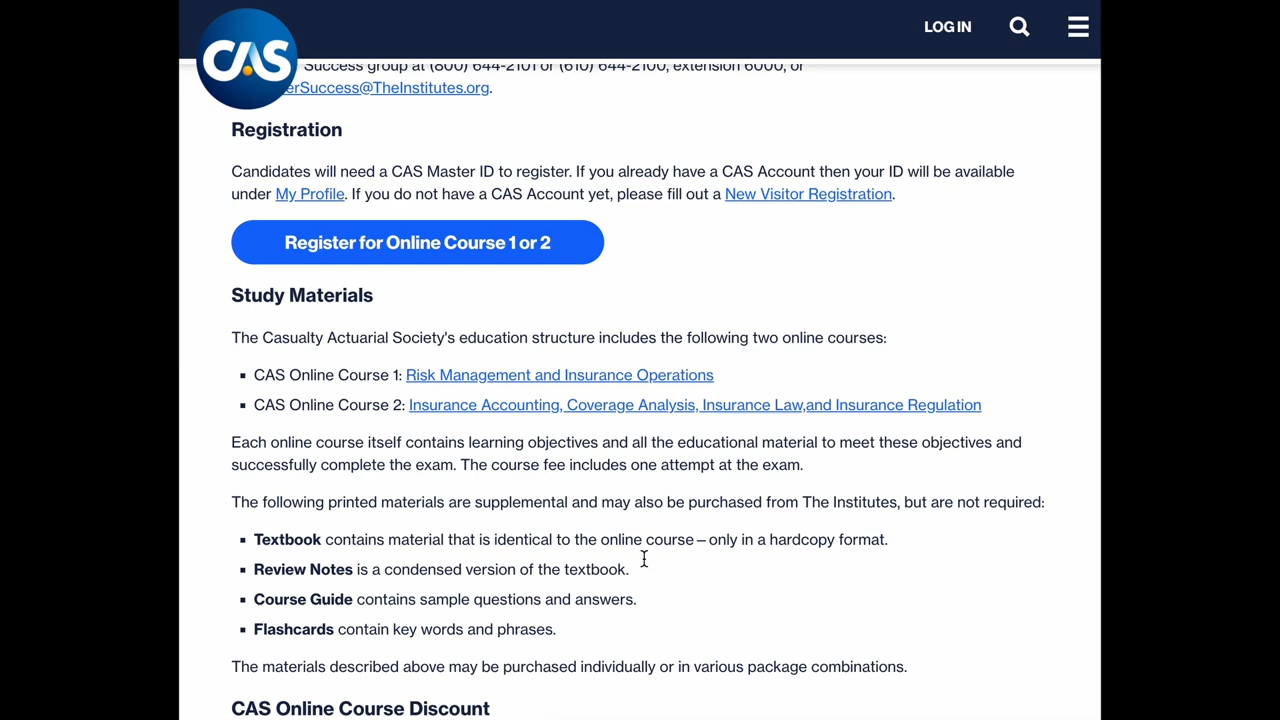 LOG IN
CAS
Success group at (800) 644-2101 or (610) 644-2100, extension 6000, or
erSuccess@TheInstitutes.org.
Registration
Candidates will need a CAS Master ID to register. If you already have a CAS Account then your ID will be available
under My Profile. If you do not have a CAS Account yet, please fill out a New Visitor Registration.
Register for Online Course 1 or 2
Study Materials
The Casualty Actuarial Society's education structure includes the following two online courses:
▪ CAS Online Course 1: Risk Management and Insurance Operations
▪ CAS Online Course 2: Insurance Accounting, Coverage Analysis, Insurance Law,and Insurance Regulation
Each online course itself contains learning objectives and all the educational material to meet these objectives and
successfully complete the exam. The course fee includes one attempt at the exam.
The following printed materials are supplemental and may also be purchased from The Institutes, but are not required:
▪ Textbook contains material that is identical to the online course – only in a hardcopy format.
▪ Review Notes is a condensed version of the textbook.
▪ Course Guide contains sample questions and answers.
▪ Flashcards contain key words and phrases.
The materials described above may be purchased individually or in various package combinations.
CAS Online Course Discount